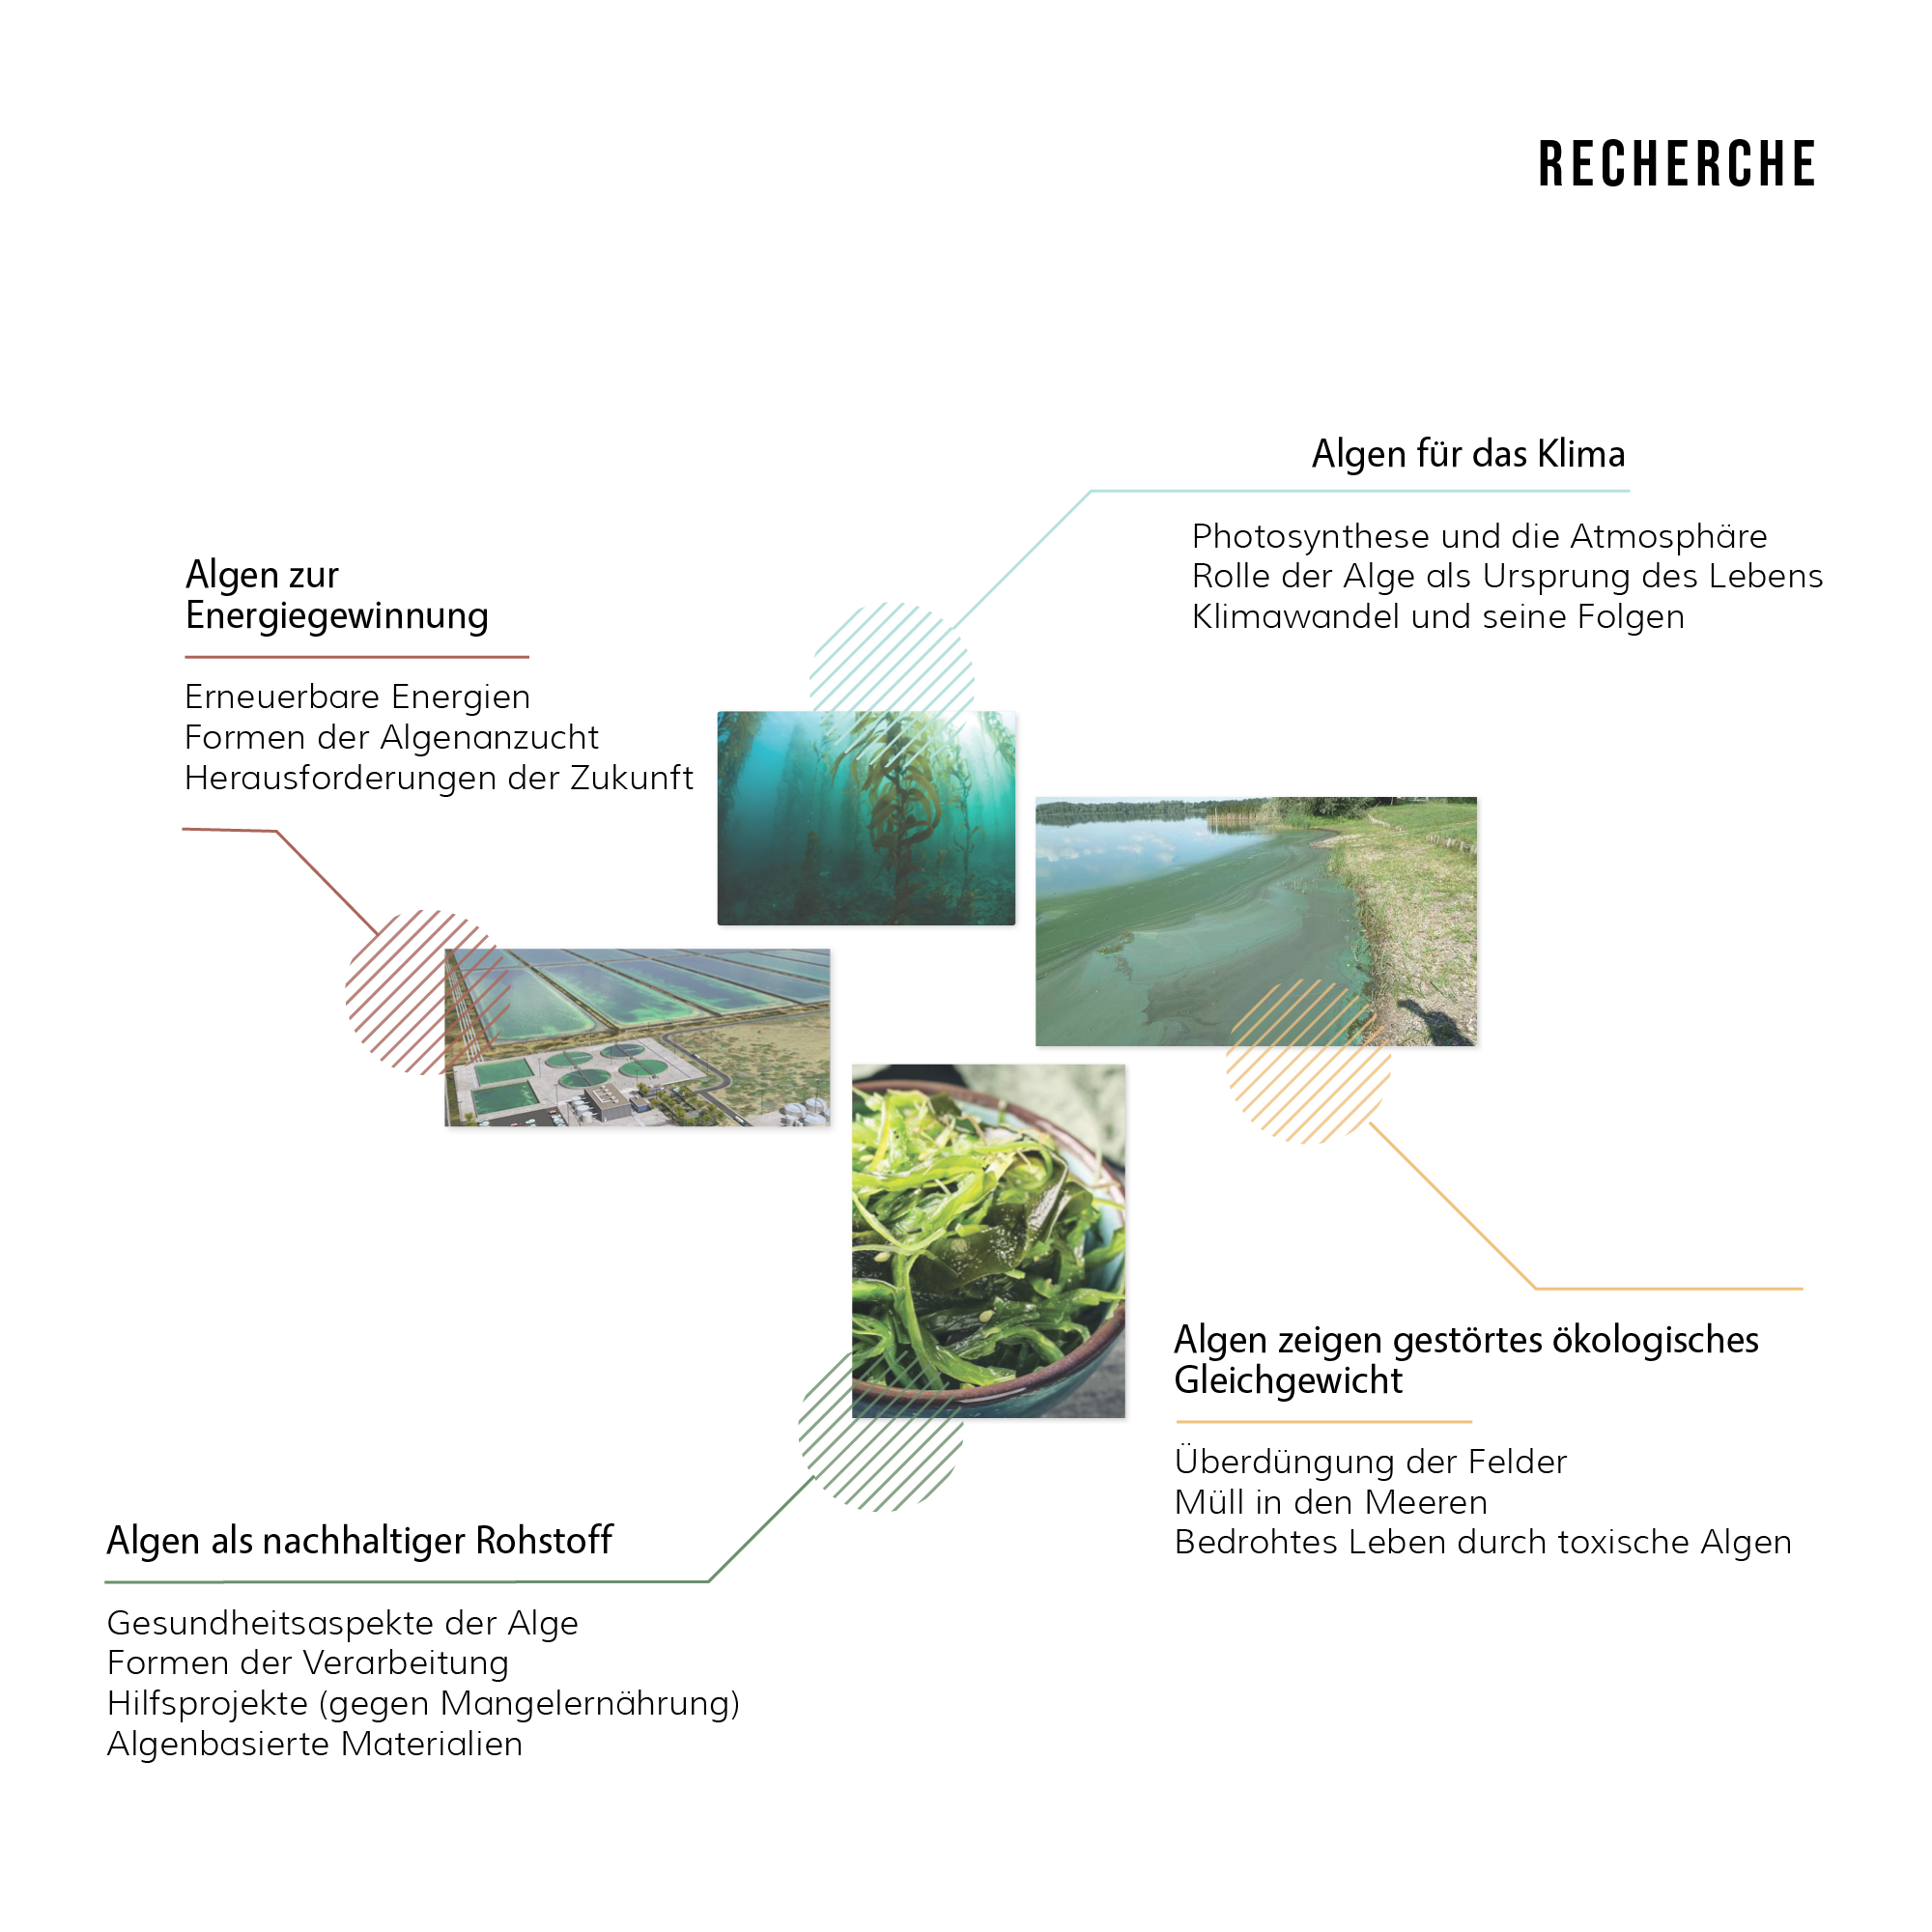 RECHERCHE
Algen für das Klima
Photosynthese und die Atmosphäre
Rolle der Alge als Ursprung des Lebens
Klimawandel und seine Folgen
Algen zur
Energiegewinnung
Erneuerbare Energien
Formen der Algenanzucht
Herausforderungen der Zukunft
Algen zeigen gestörtes ökologisches
Gleichgewicht
Überdüngung der Felder
Müll in den Meeren
Bedrohtes Leben durch toxische Algen
Algen als nachhaltiger Rohstoff
Gesundheitsaspekte der Alge
Formen der Verarbeitung
Hilfsprojekte (gegen Mangelernährung)
Algenbasierte Materialien